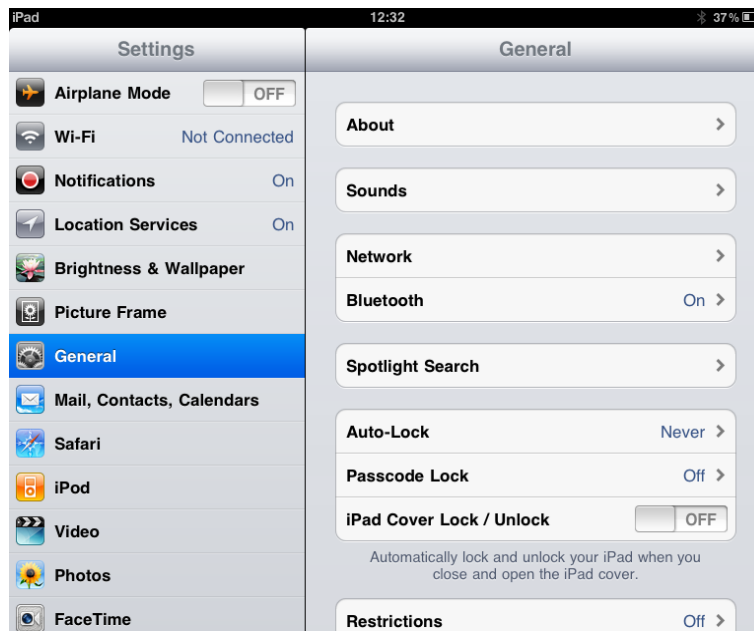 iPad 12:32 37%
Settings
Airplane Mode OFF
Wi-Fi Not Connected
Notifications On
Location Services On
Brightness & Wallpaper
Picture Frame
General
Mail, Contacts, Calendars
Safari
iPod
Video
Photos
FaceTime
General
About
Sounds
Network
Bluetooth On
Spotlight Search
Auto-Lock Never
Passcode Lock Off
iPad Cover Lock / Unlock OFF
Automatically lock and unlock your iPad when you
close and open the iPad cover.
Restrictions Off